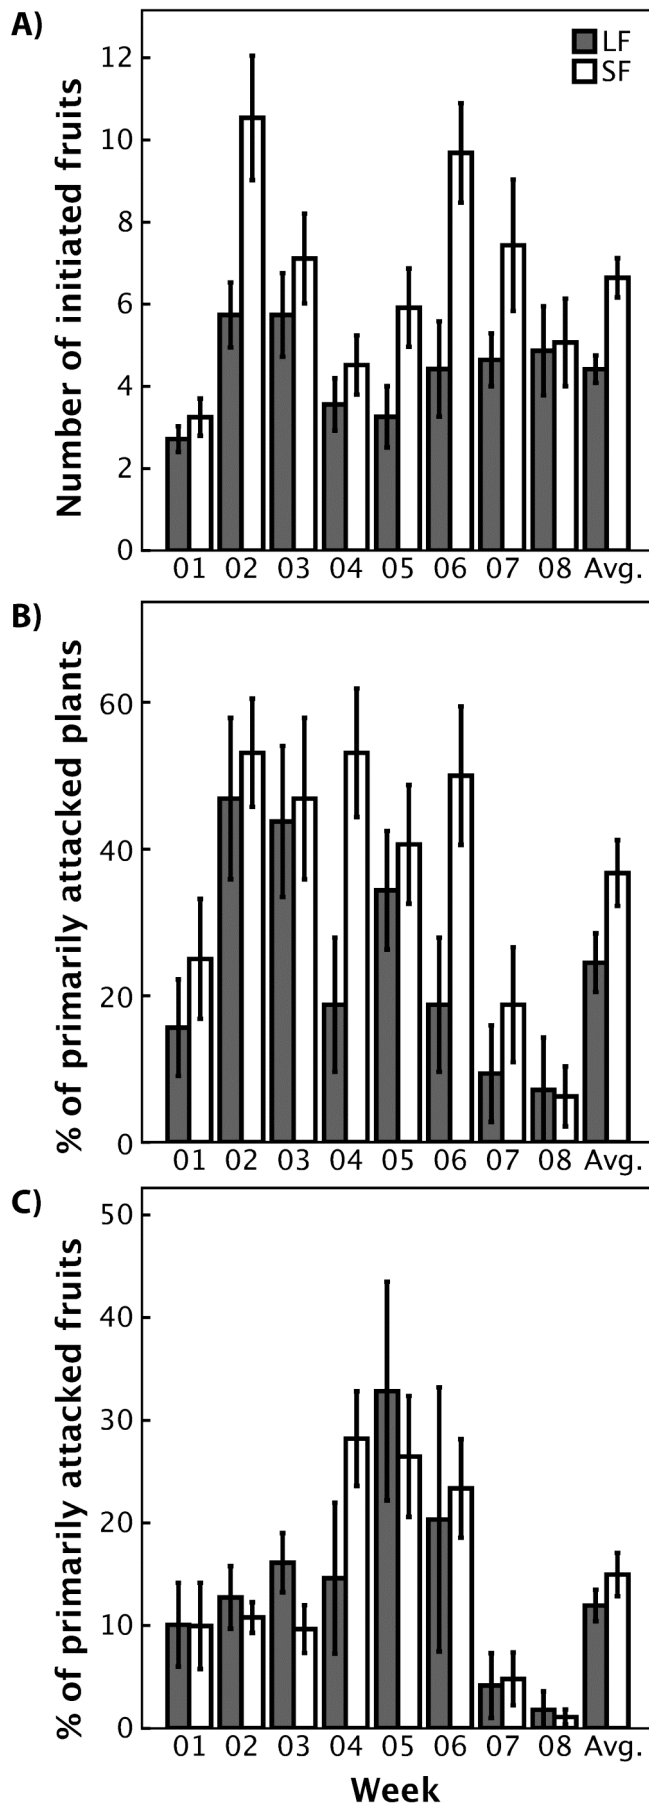 A)
LF
SF
Number of initiated fruits
12
10
8
6
4
2
0
01 02 03 04 05 06 07 08 Avg.
B)
% of primarily attacked plants
60
40
20
0
01 02 03 04 05 06 07 08 Avg.
C)
% of primarily attacked fruits
50
40
30
20
10
0
01 02 03 04 05 06 07 08 Avg.
Week